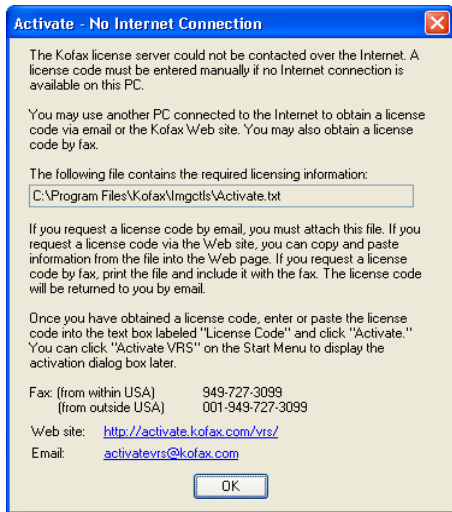 Activate - No Internet Connection
The Kofax license server could not be contacted over the Internet. A
license code must be entered manually if no Internet connection is
available on this PC.
You may use another PC connected to the Internet to obtain a license
code via email or the Kofax Web site. You may also obtain a license
code by fax.
The following file contains the required licensing information:
C:\Program Files\Kofax\Imgctls\Activate.txt
If you request a license code by email, you must attach this file. If you
request a license code via the Web site, you can copy and paste
information from the file into the Web page. If you request a license
code by fax, print the file and include it with the fax. The license code
will be returned to you by email.
Once you have obtained a license code, enter or paste the license
code into the text box labeled "License Code" and click "Activate."
You can click "Activate VRS" on the Start Menu to display the
activation dialog box later.
Fax: (from within USA) 949-727-3099
(from outside USA) 001-949-727-3099
Web site: http://activate.kofax.com/vrs/
Email: activatevrs@kofax.com
OK